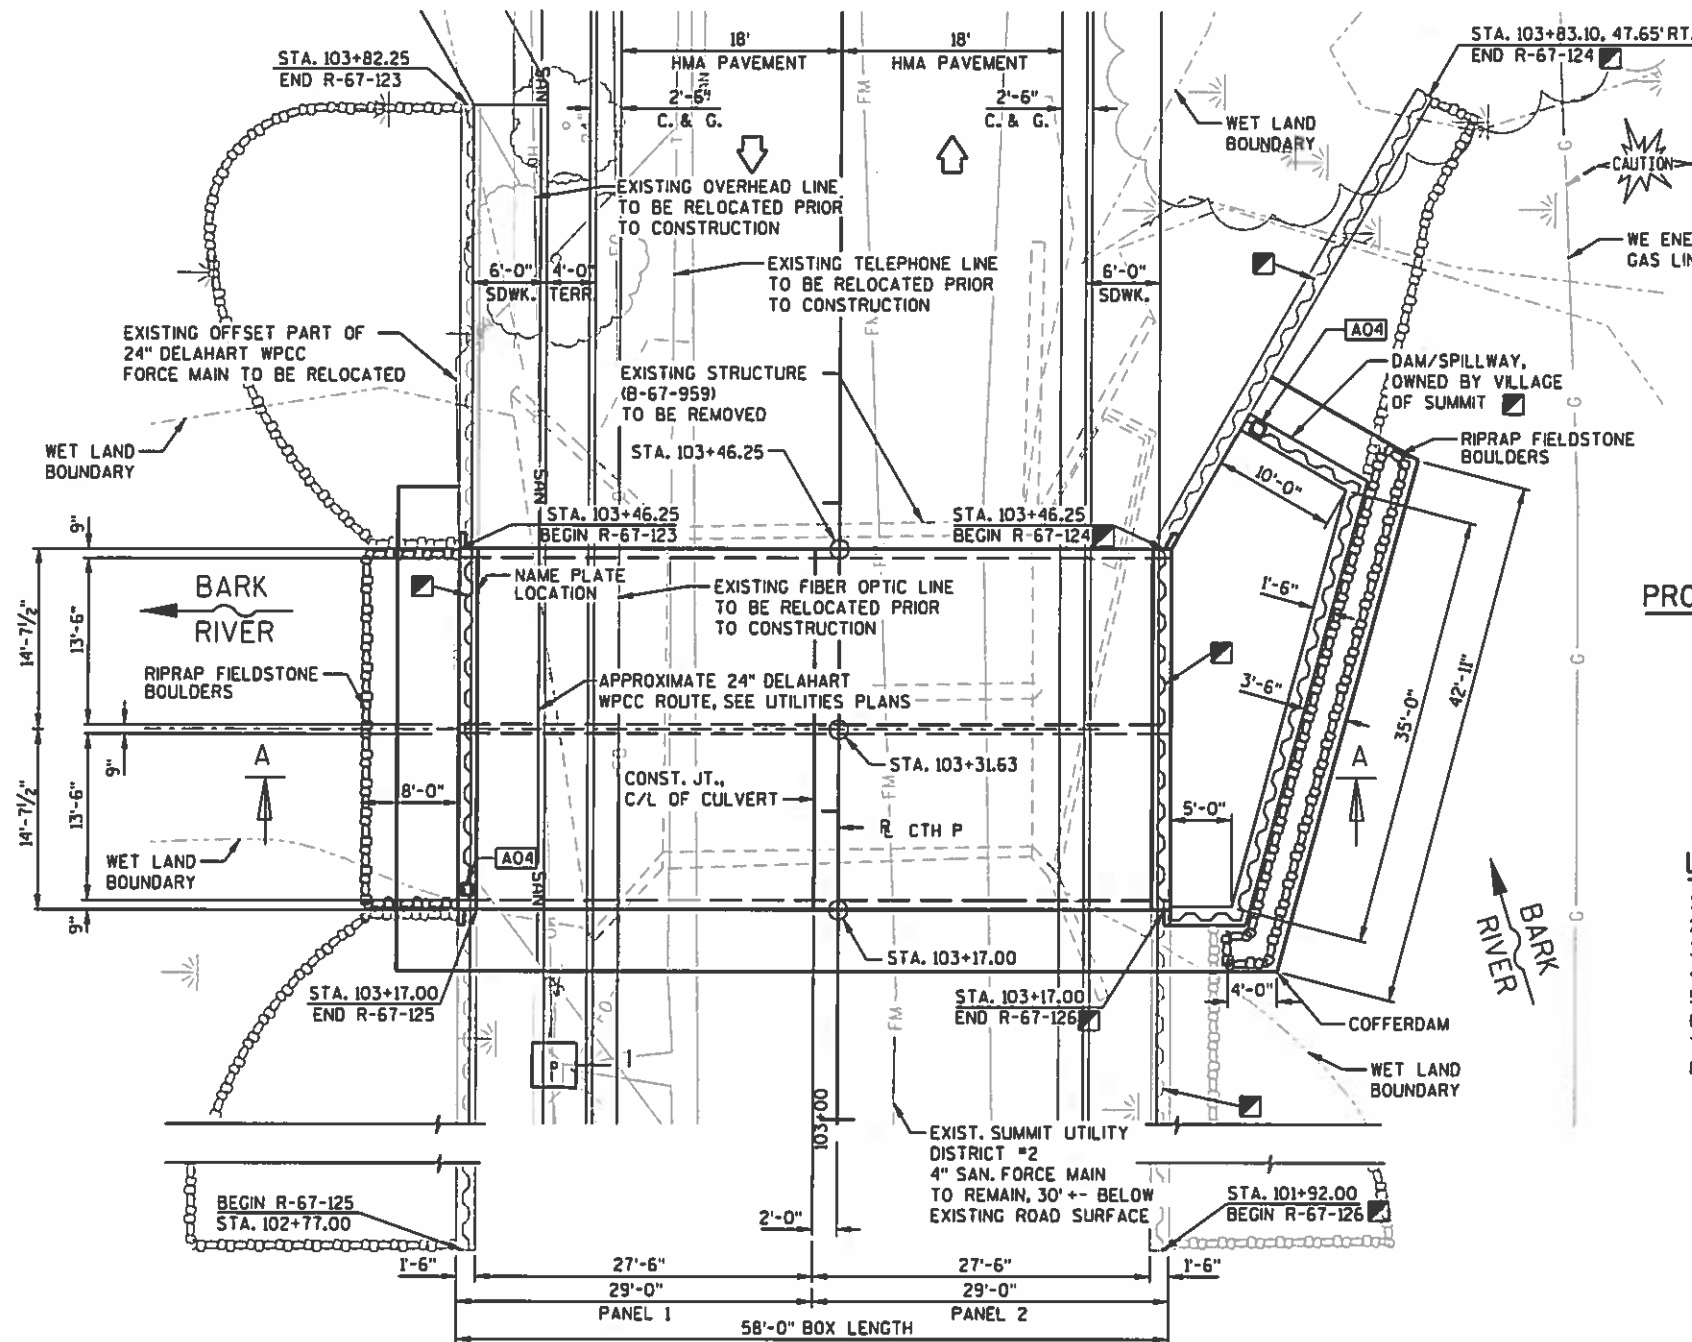 STA. 103+82.25
END R-67-123
18'
HMA PAVEMENT
18'
HMA PAVEMENT
STA. 103+83.10, 47.65' RT.
END R-67-124
2'-6"
C. & G.
2'-6"
C. & G.
SAN
FM
WET LAND
BOUNDARY
CAUTION
G
EXISTING OVERHEAD LINE
TO BE RELOCATED PRIOR
TO CONSTRUCTION
WE ENE
GAS LIN
6'-0"
SDWK.
4'-0"
TERR.
EXISTING TELEPHONE LINE
TO BE RELOCATED PRIOR
TO CONSTRUCTION
6'-0"
SDWK.
EXISTING OFFSET PART OF
24" DELAHART WPCC
FORCE MAIN TO BE RELOCATED
A04
DAM/SPILLWAY,
OWNED BY VILLAGE
OF SUMMIT
EXISTING STRUCTURE
(B-67-959)
TO BE REMOVED
WET LAND
BOUNDARY
STA. 103+46.25
RIPRAP FIELDSTONE
BOULDERS
10'-0"
SAN
STA. 103+46.25
BEGIN R-67-123
STA. 103+46.25
BEGIN R-67-124
9"
BARK
RIVER
NAME PLATE
LOCATION
EXISTING FIBER OPTIC LINE
TO BE RELOCATED PRIOR
TO CONSTRUCTION
1'-6"
PRO
14'-7 1/2"
13'-6"
RIPRAP FIELDSTONE
BOULDERS
APPROXIMATE 24" DELAHART
WPCC ROUTE, SEE UTILITIES PLANS
3'-6"
35'-0"
42'-11"
G
9"
A
STA. 103+31.63
A
CONST. JT.,
C/L OF CULVERT
8'-0"
14'-7 1/2"
13'-6"
5'-0"
R CTH P
WET LAND
BOUNDARY
A04
SAN
9"
BARK
RIVER
STA. 103+17.00
STA. 103+17.00
END R-67-125
STA. 103+17.00
END R-67-126
4'-0"
COFFERDAM
FM
WET LAND
BOUNDARY
103+00
EXIST. SUMMIT UTILITY
DISTRICT #2
4" SAN. FORCE MAIN
TO REMAIN, 30' +- BELOW
EXISTING ROAD SURFACE
BEGIN R-67-125
STA. 102+77.00
STA. 101+92.00
BEGIN R-67-126
2'-0"
1'-6"
27'-6"
27'-6"
1'-6"
29'-0"
29'-0"
PANEL 1
PANEL 2
58'-0" BOX LENGTH